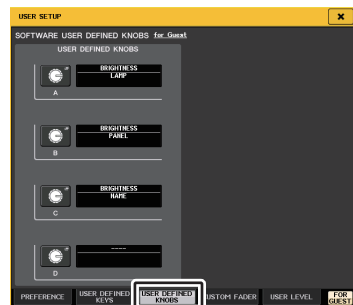 USER SETUP
SOFTWARE USER DEFINED KNOBS for Guest
USER DEFINED KNOBS
BRIGHTNESS
LAMP
A
BRIGHTNESS
PANEL
B
BRIGHTNESS
NAME
C
----
D
PREFERENCE
USER DEFINED
KEYS
USER DEFINED
KNOBS
USTOM FADER
USER LEVEL
FOR
GUEST